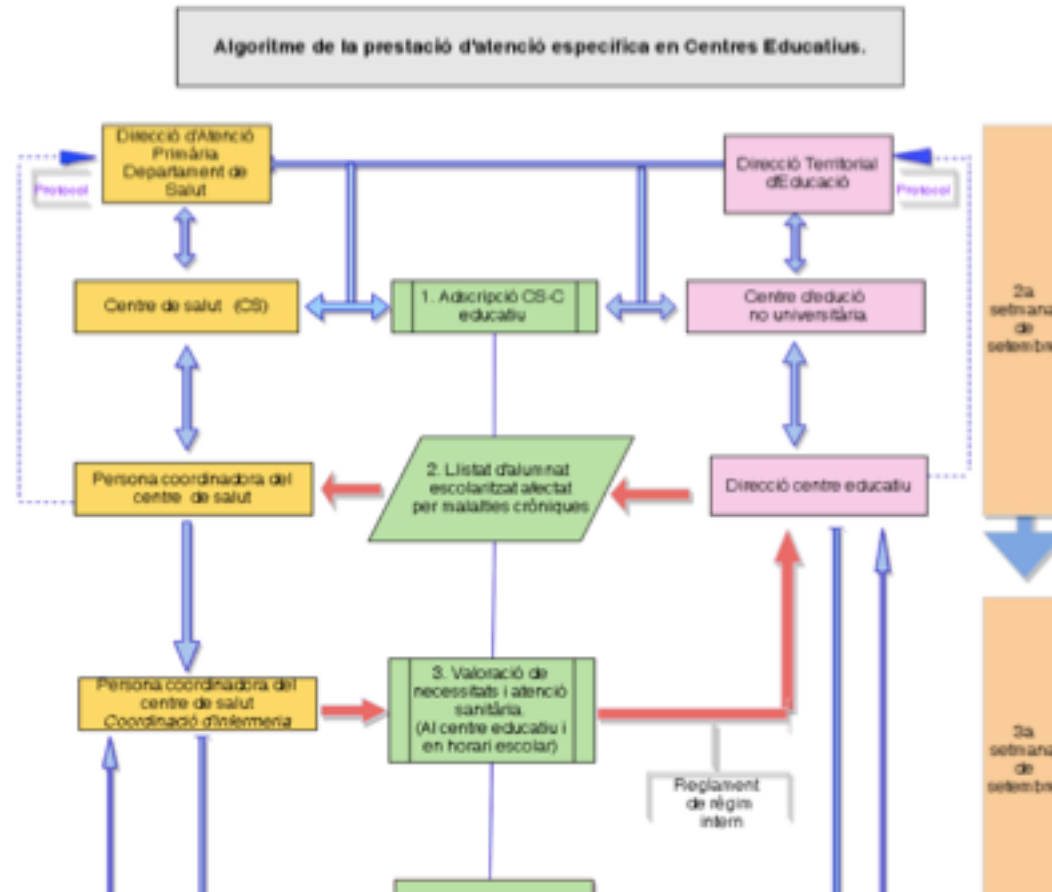 Algoritme de la prestació d'atenció específica en Centres Educatius.
Direcció d'Atenció
Primària
Departament de
Salut
Direcció Territorial
d'Educació
Protocol
Protocol
Centre de salut (CS)
1. Adscripció CS-C
educatiu
Centre d'edució
no universitària
2a
setmana
de
setembre
Persona coordinadora del
centre de salut
2. Llistat d'alumnat
escolaritzat afectat
per malalties cròniques
Direcció centre educatiu
Persona coordinadora del
centre de salut
Coordinació d'infermeria
3. Valoració de
necessitats i atenció
sanitària.
(Al centre educatiu i
en horari escolar)
Reglament
de règim
intern
3a
setmana
de
setembre